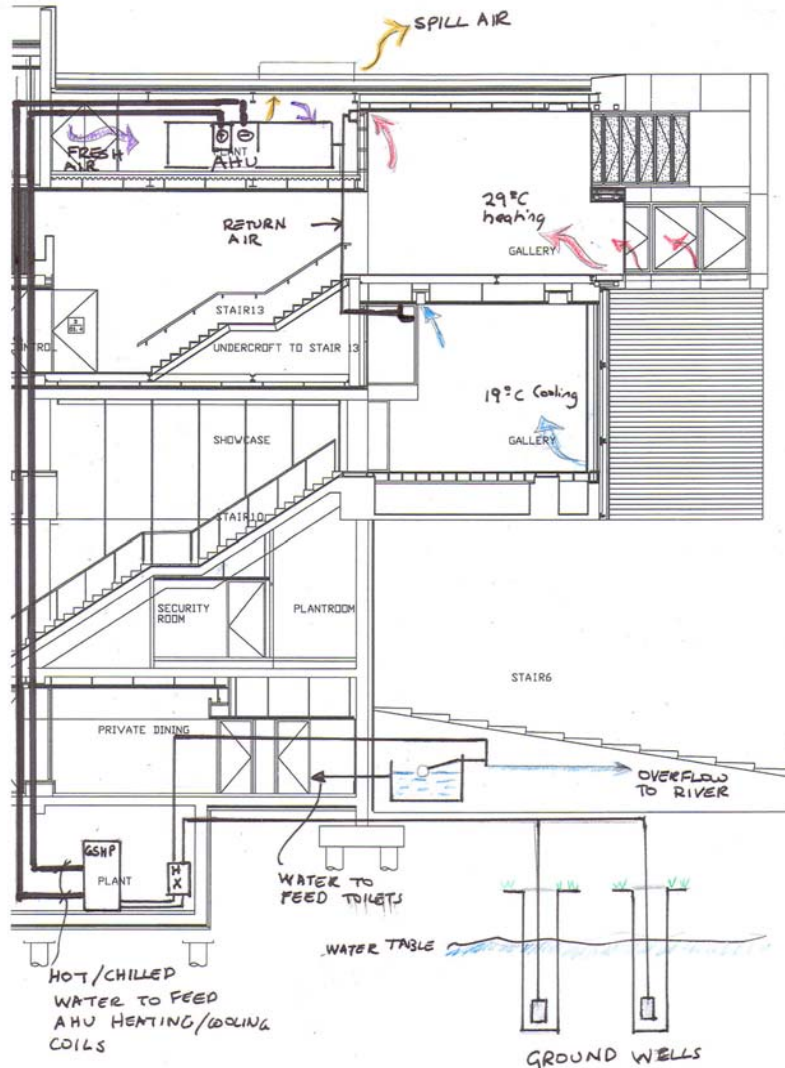 SPILL AIR
FRESH
AIR
PLANT
AHU
+
-
RETURN
AIR
29°C
heating
GALLERY
STAIR13
UNDERCROFT TO STAIR 13
19°C Cooling
GALLERY
SHOWCASE
STAIR10
SECURITY
ROOM
PLANTROOM
STAIR6
PRIVATE DINING
OVERFLOW
TO RIVER
GSHP
PLANT
HX
WATER TO
FEED TOILETS
WATER TABLE
HOT/CHILLED
WATER TO FEED
AHU HEATING/COOLING
COILS
GROUND WELLS